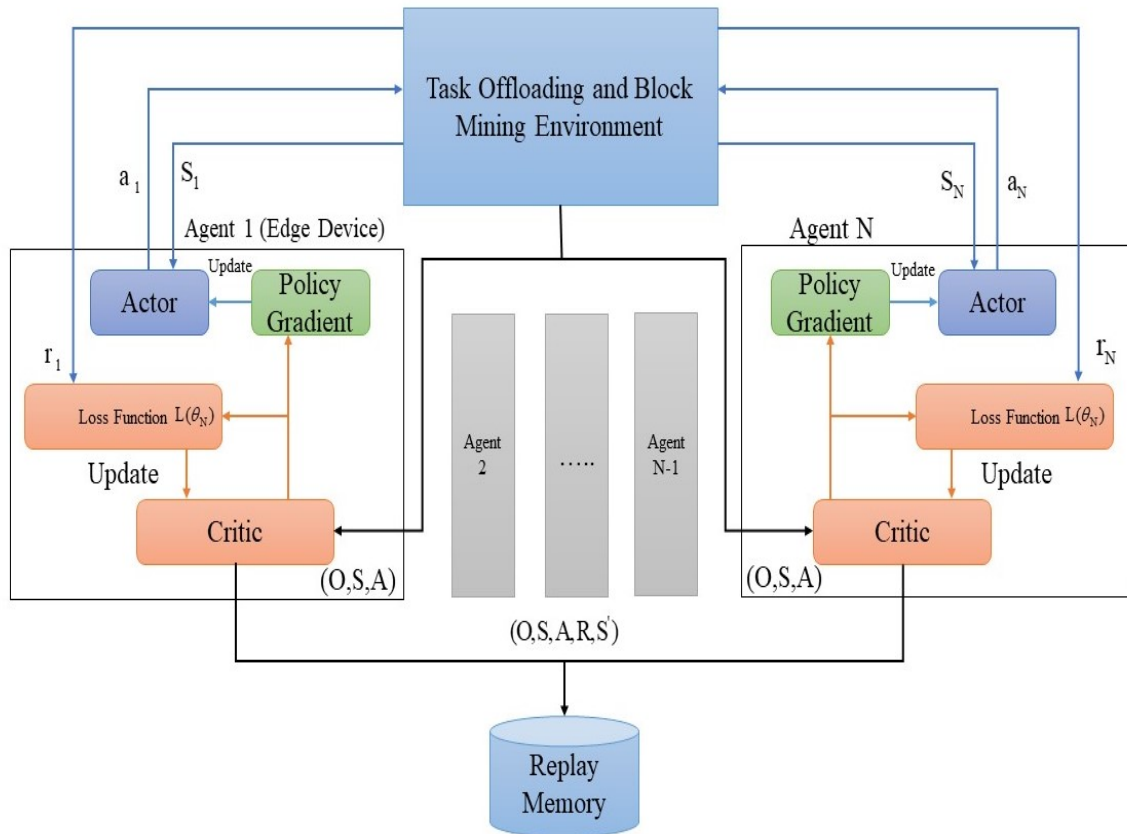 Task Offloading and Block
Mining Environment
a 1
S1
SN
aN
Agent 1 (Edge Device)
Agent N
Update
Actor
Policy
Gradient
Policy
Gradient
Update
Actor
r 1
rN
Loss Function L(θN)
Loss Function L(θN)
Update
Update
Agent
2
.....
Agent
N-1
Critic
Critic
(O,S,A)
(O,S,A)
(O,S,A,R,S')
Replay
Memory